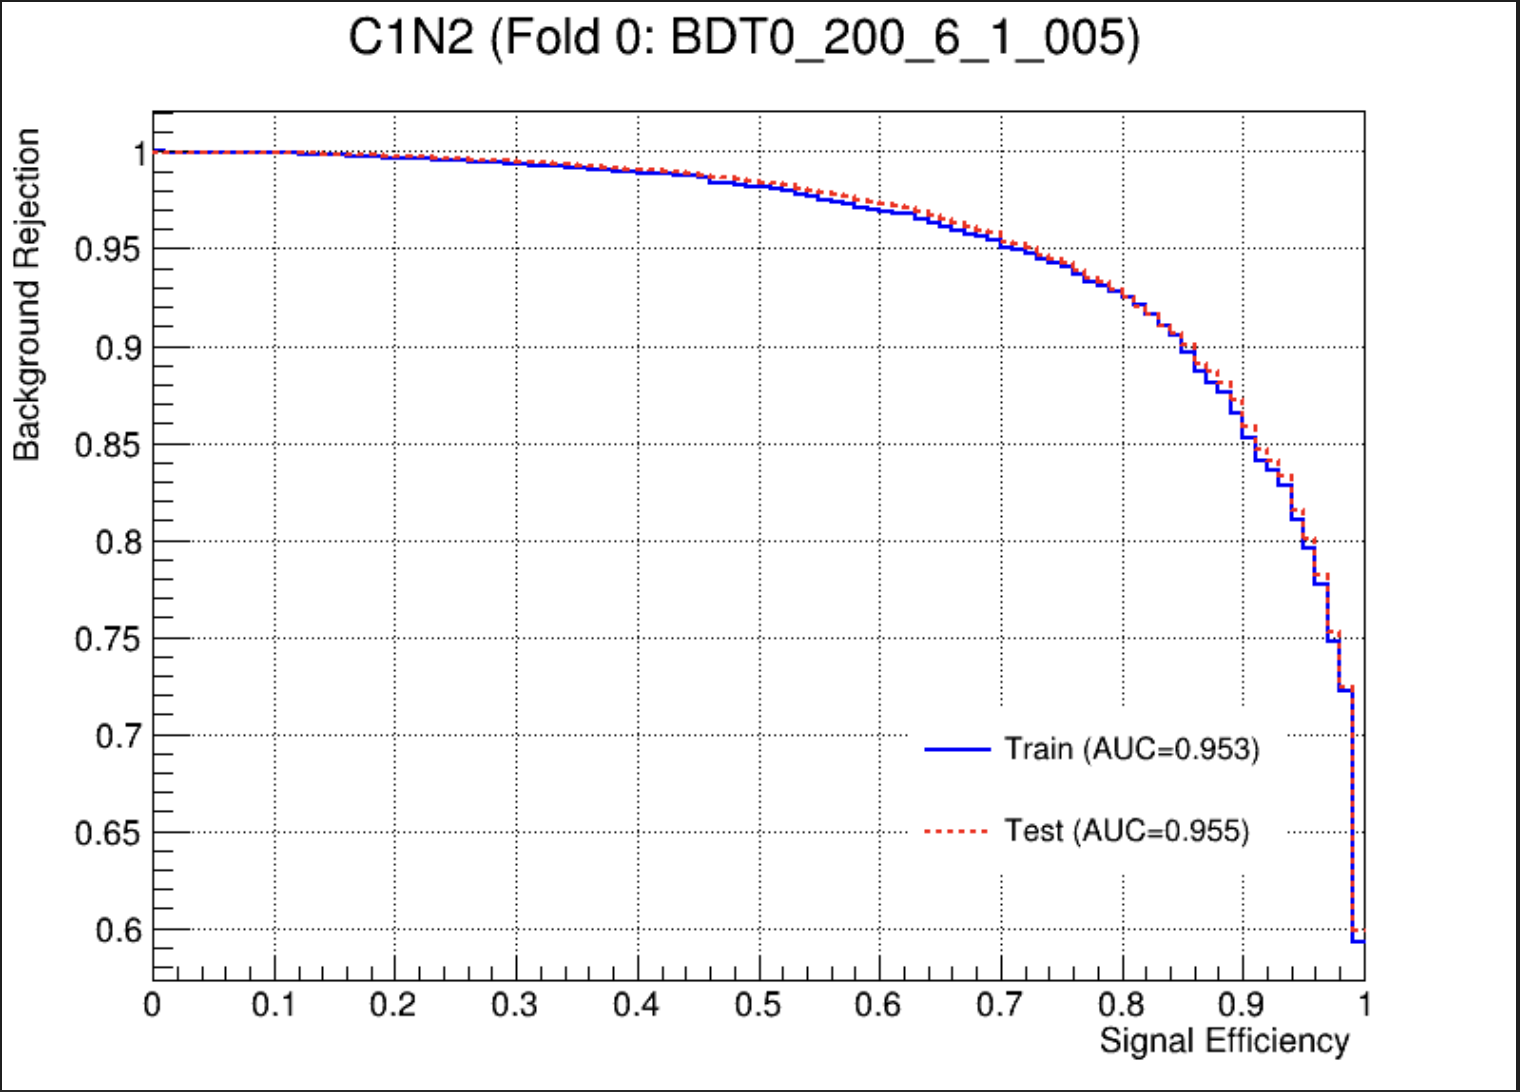 C1N2 (Fold 0: BDT0_200_6_1_005)
Background Rejection
1
0.95
0.9
0.85
0.8
0.75
0.7
0.65
0.6
Train (AUC=0.953)
Test (AUC=0.955)
0 0.1 0.2 0.3 0.4 0.5 0.6 0.7 0.8 0.9 1
Signal Efficiency